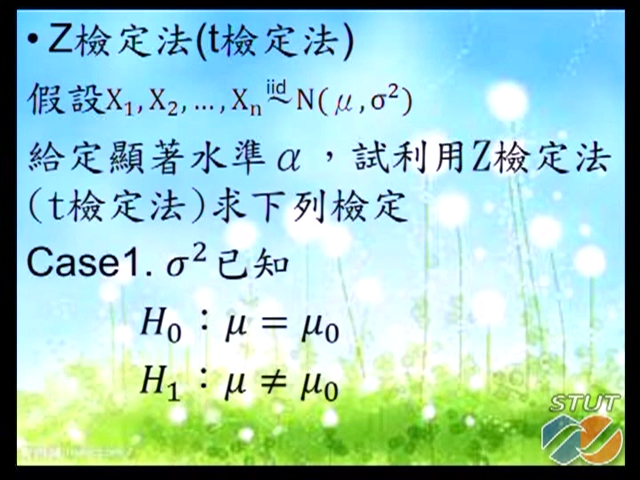 • Z檢定法(t檢定法)
假設X₁,X₂,…,Xₙ iid ~ N(μ,σ²)
給定顯著水準α，試利用Z檢定法
(t檢定法)求下列檢定
Case1. σ²已知
H₀：μ = μ₀
H₁：μ ≠ μ₀
STUT